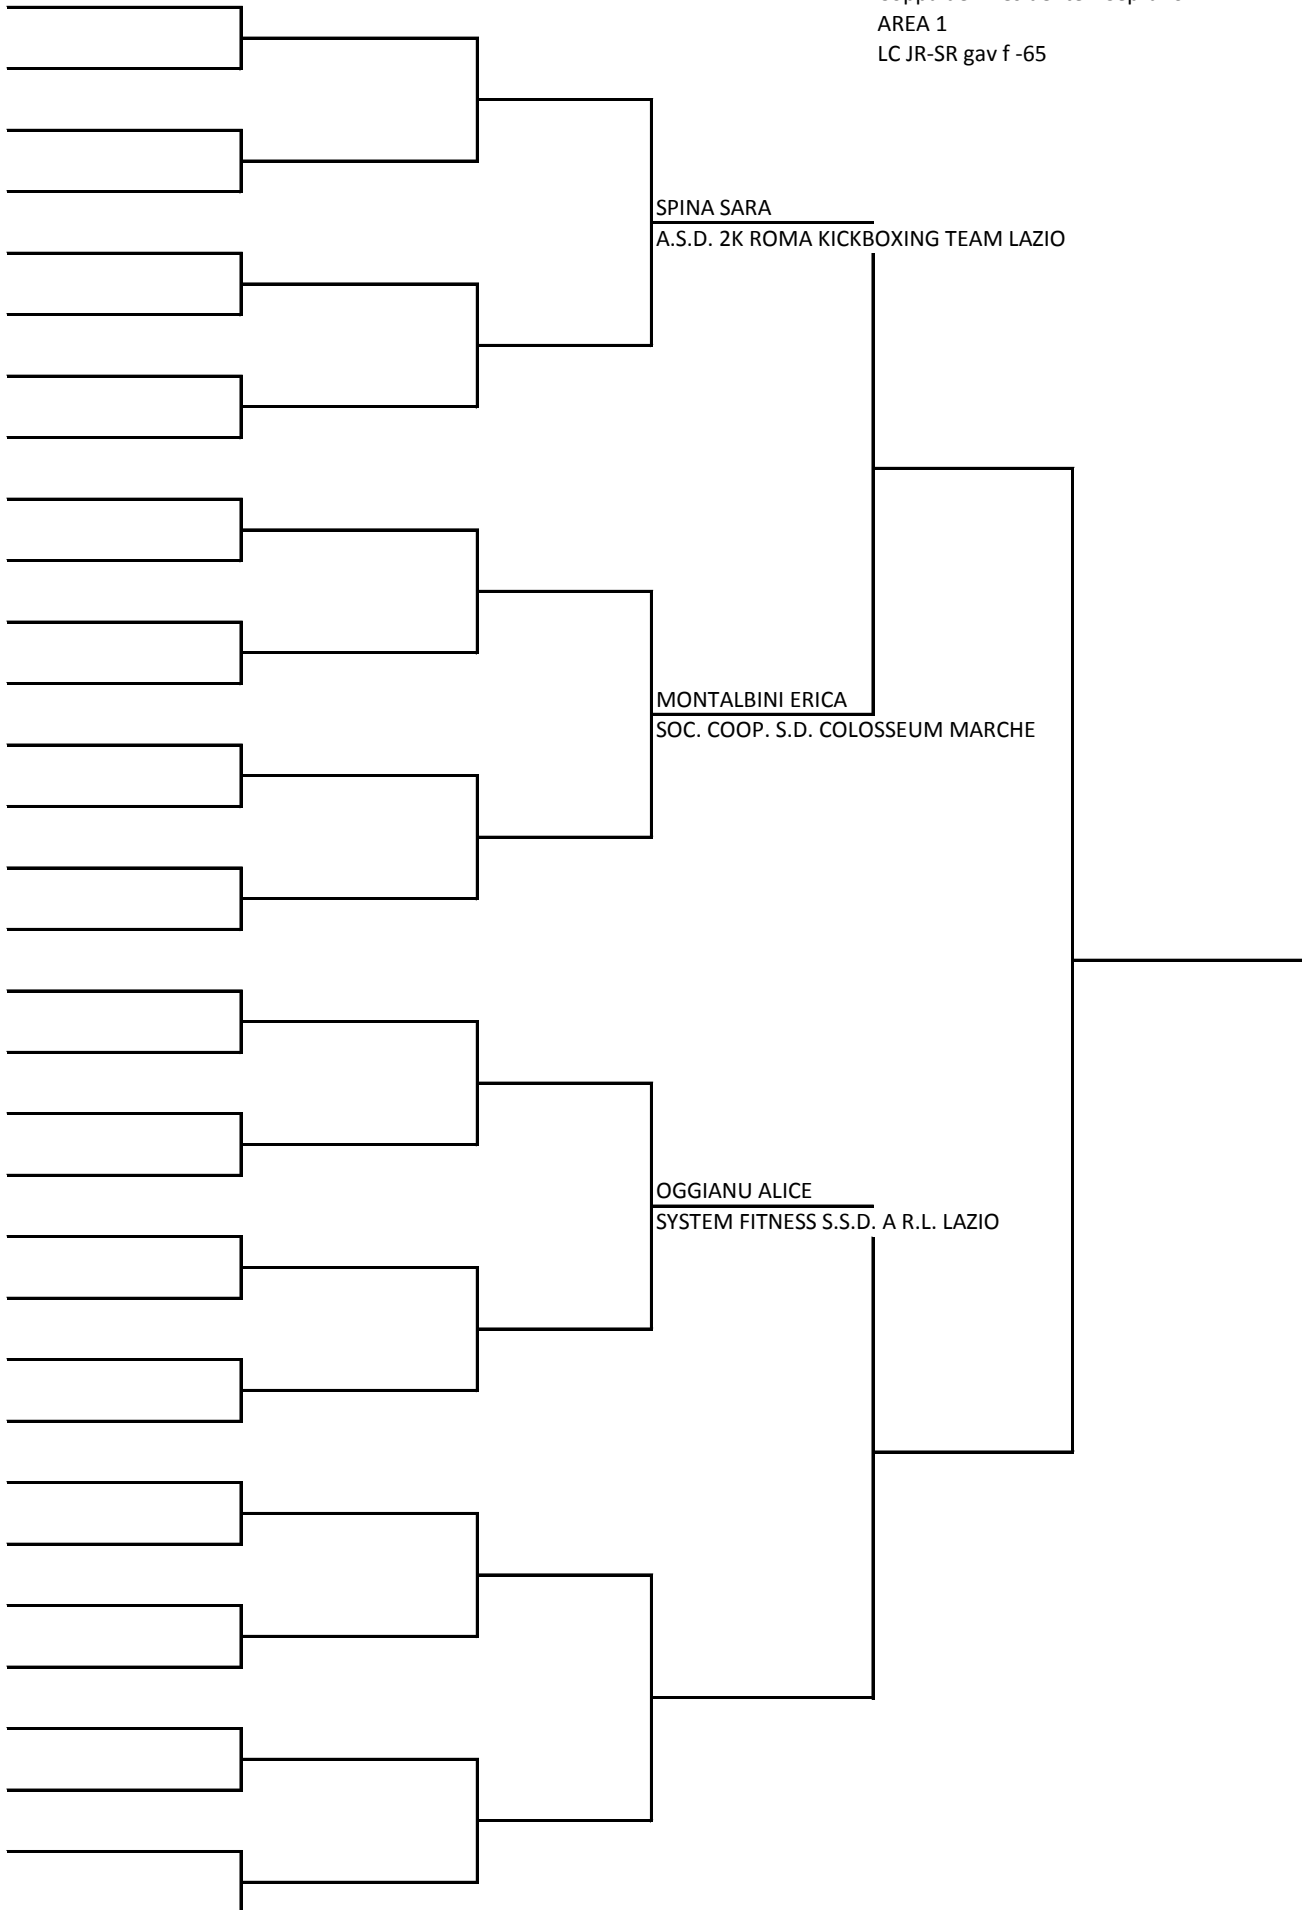 AREA 1
LC JR-SR gav f -65
SPINA SARA
A.S.D. 2K ROMA KICKBOXING TEAM LAZIO
MONTALBINI ERICA
SOC. COOP. S.D. COLOSSEUM MARCHE
OGGIANU ALICE
SYSTEM FITNESS S.S.D. A R.L. LAZIO